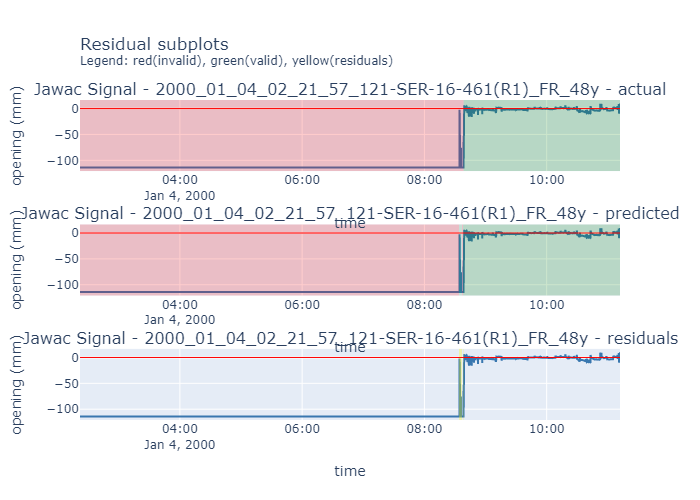 Residual subplots
Legend: red(invalid), green(valid), yellow(residuals)
Jawac Signal - 2000_01_04_02_21_57_121-SER-16-461(R1)_FR_48y - actual
opening (mm)
0
−50
−100
04:00 06:00 08:00 10:00
Jan 4, 2000
time
Jawac Signal - 2000_01_04_02_21_57_121-SER-16-461(R1)_FR_48y - predicted
opening (mm)
0
−50
−100
04:00 06:00 08:00 10:00
Jan 4, 2000
time
Jawac Signal - 2000_01_04_02_21_57_121-SER-16-461(R1)_FR_48y - residuals
opening (mm)
0
−50
−100
04:00 06:00 08:00 10:00
Jan 4, 2000
time